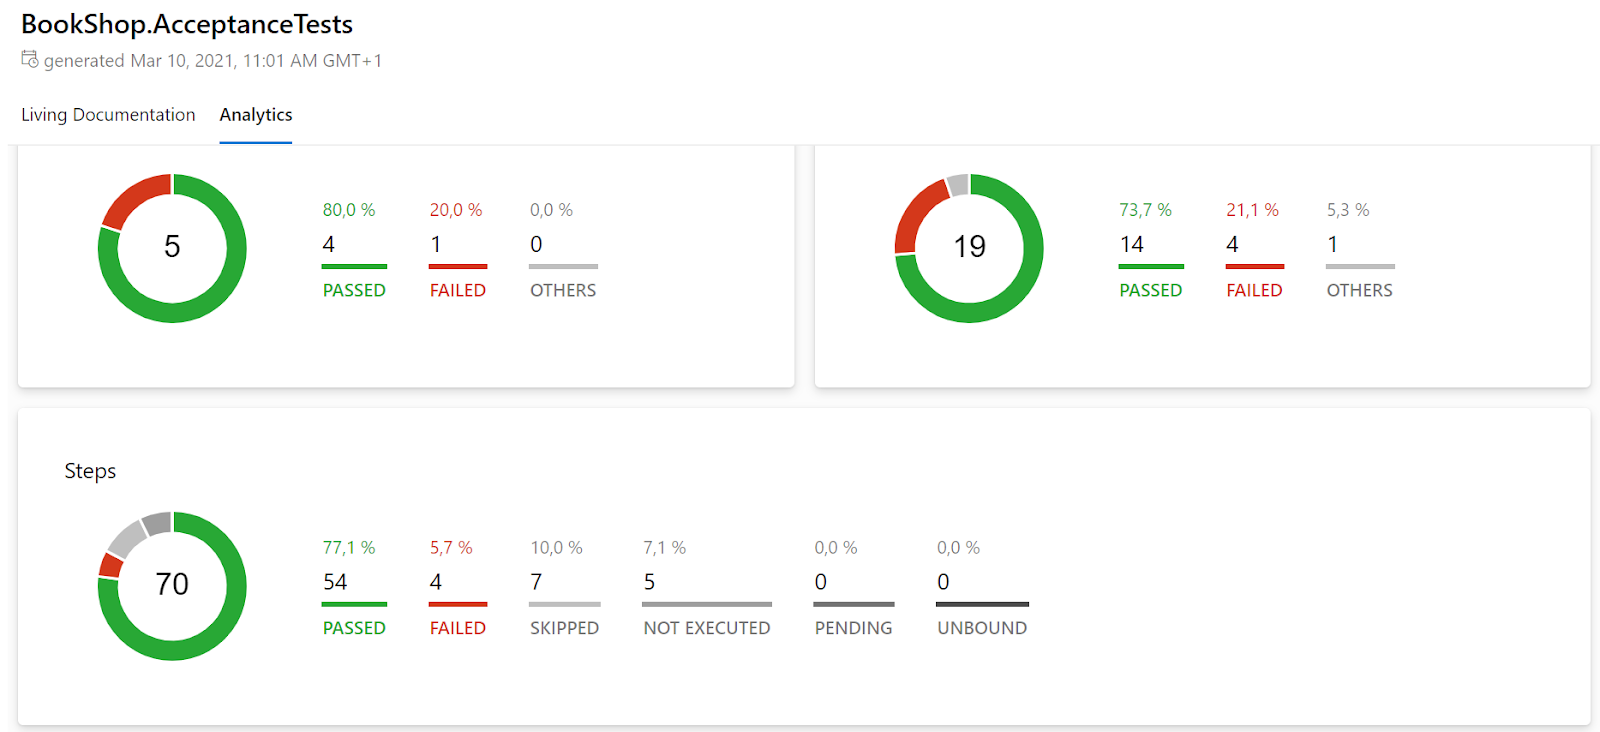 BookShop.AcceptanceTests
generated Mar 10, 2021, 11:01 AM GMT+1
Living Documentation Analytics
5
80,0 % 20,0 % 0,0 %
4 1 0
PASSED FAILED OTHERS
19
73,7 % 21,1 % 5,3 %
14 4 1
PASSED FAILED OTHERS
Steps
70
77,1 % 5,7 % 10,0 % 7,1 % 0,0 % 0,0 %
54 4 7 5 0 0
PASSED FAILED SKIPPED NOT EXECUTED PENDING UNBOUND